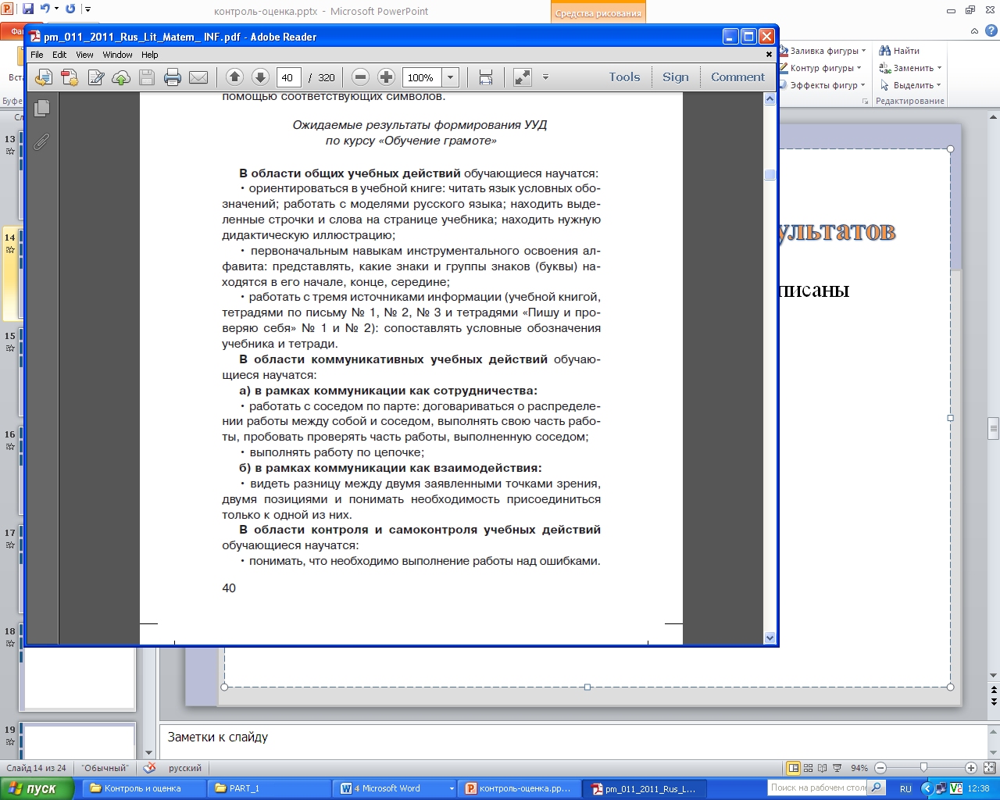 контроль-оценка.pptx - Microsoft PowerPoint
Средства рисования
pm_011_2011_Rus_Lit_Matem_ INF.pdf - Adobe Reader
File Edit View Window Help
40 / 320 100% Tools Sign Comment
Заливка фигуры
Контур фигуры
Эффекты фигур
Найти
Заменить
Выделить
Редактирование
помощью соответствующих символов.
Ожидаемые результаты формирования УУД
по курсу «Обучение грамоте»
В области общих учебных действий обучающиеся научатся:
• ориентироваться в учебной книге: читать язык условных обо-
значений; работать с моделями русского языка; находить выде-
ленные строчки и слова на странице учебника; находить нужную
дидактическую иллюстрацию;
• первоначальным навыкам инструментального освоения ал-
фавита: представлять, какие знаки и группы знаков (буквы) на-
ходятся в его начале, конце, середине;
• работать с тремя источниками информации (учебной книгой,
тетрадями по письму № 1, № 2, № 3 и тетрадями «Пишу и про-
веряю себя» № 1 и № 2): сопоставлять условные обозначения
учебника и тетради.
В области коммуникативных учебных действий обучаю-
щиеся научатся:
а) в рамках коммуникации как сотрудничества:
• работать с соседом по парте: договариваться о распределе-
нии работы между собой и соседом, выполнять свою часть рабо-
ты, пробовать проверять часть работы, выполненную соседом;
• выполнять работу по цепочке;
б) в рамках коммуникации как взаимодействия:
• видеть разницу между двумя заявленными точками зрения,
двумя позициями и понимать необходимость присоединиться
только к одной из них.
В области контроля и самоконтроля учебных действий
обучающиеся научатся:
• понимать, что необходимо выполнение работы над ошибками.
40
ультатов
писаны
13
14
15
16
17
18
19
Заметки к слайду
Слайд 14 из 24 "Обычный" русский 94%
пуск Контроль и оценка PART_1 4 Microsoft Word контроль-оценка.pp... pm_011_2011_Rus_L... Поиск на рабочем столе RU 12:38